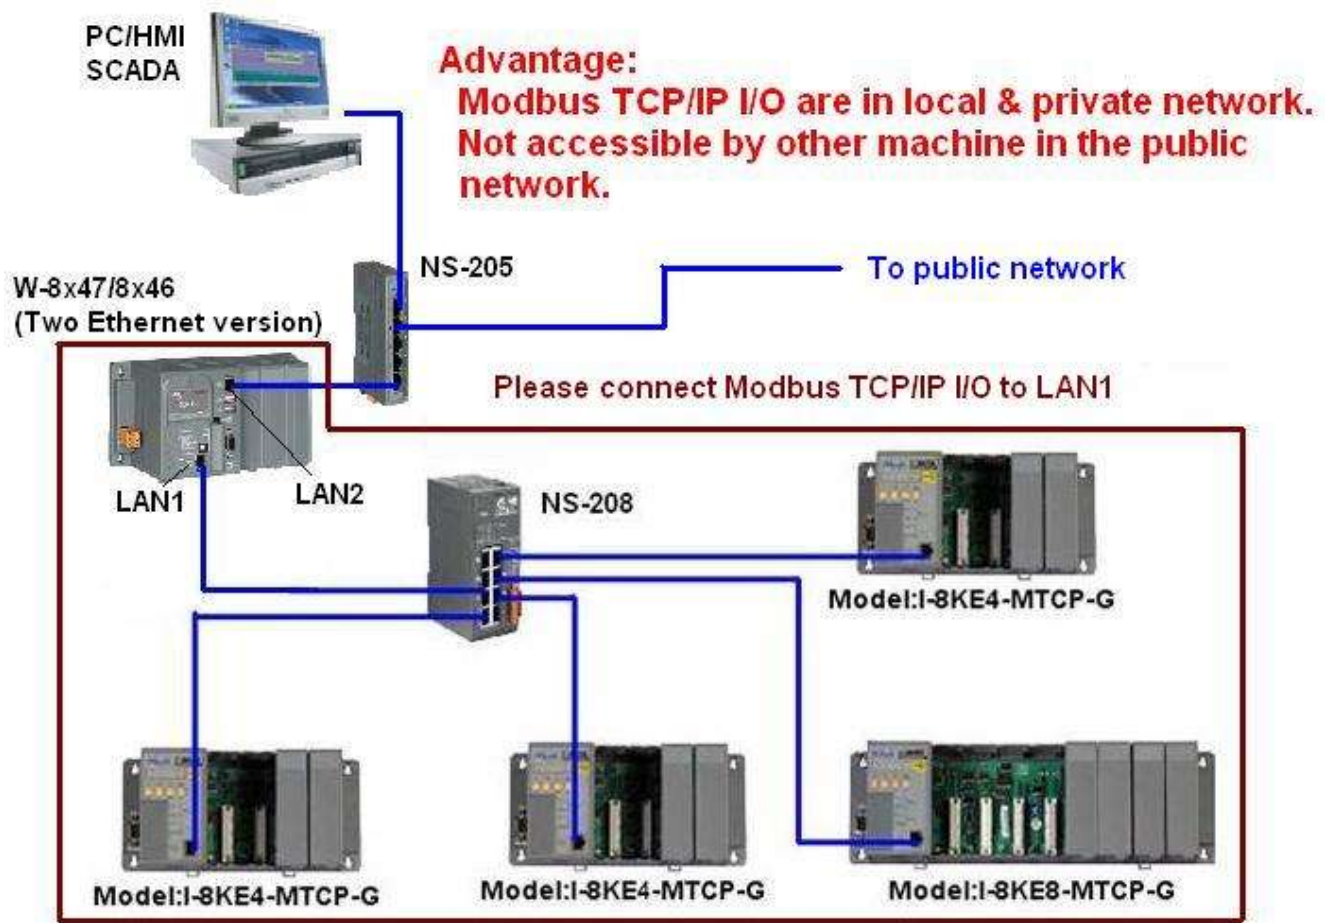 PC/HMI
SCADA
Advantage:
Modbus TCP/IP I/O are in local & private network.
Not accessible by other machine in the public
network.
NS-205
To public network
W-8x47/8x46
(Two Ethernet version)
Please connect Modbus TCP/IP I/O to LAN1
LAN1
LAN2
NS-208
Model:I-8KE4-MTCP-G
Model:I-8KE4-MTCP-G
Model:I-8KE4-MTCP-G
Model:I-8KE8-MTCP-G